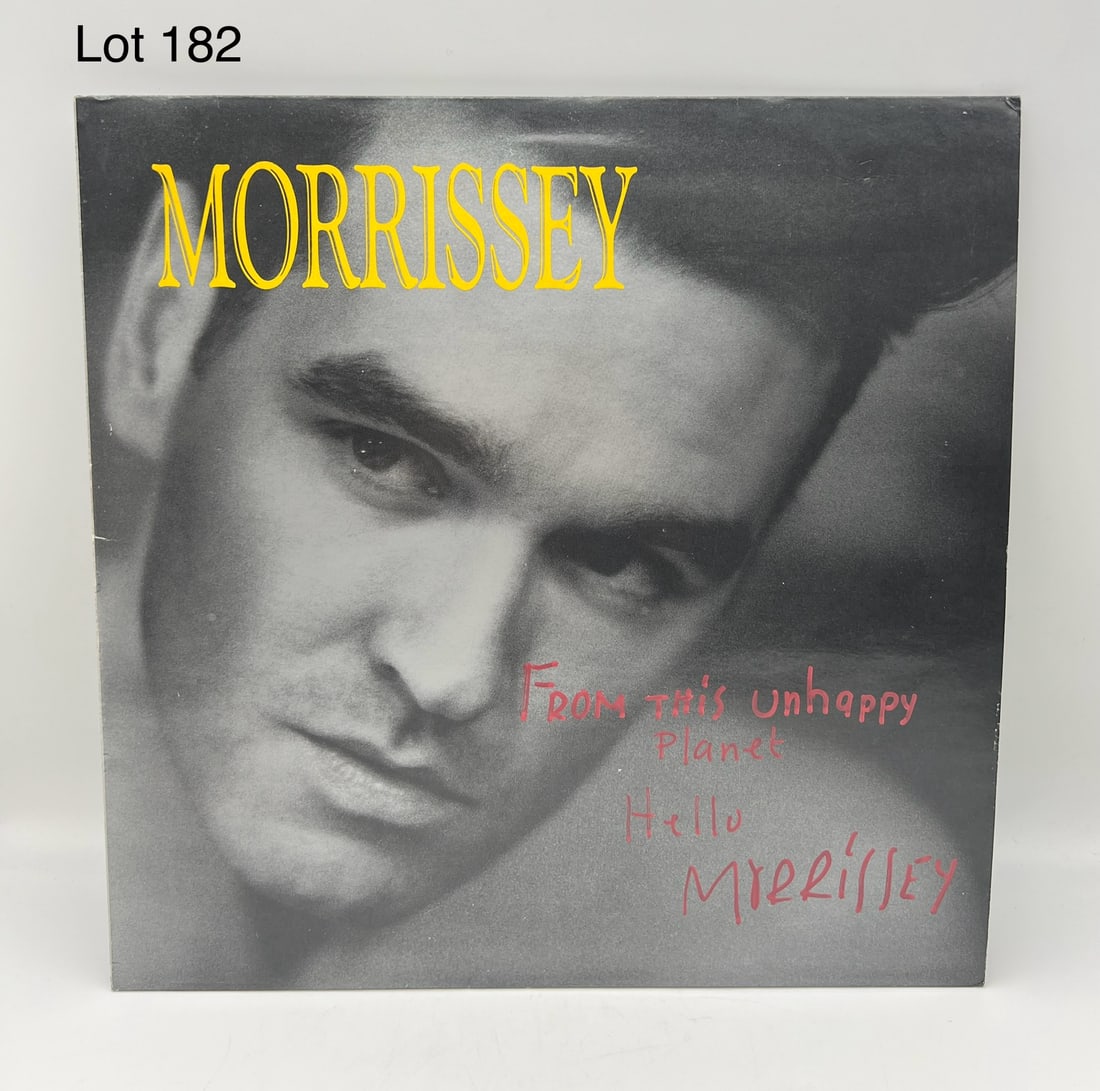 Lot 182
MORRISSEY
FROM THiS Unhappy
Planet
Hello
MORRiSSEY